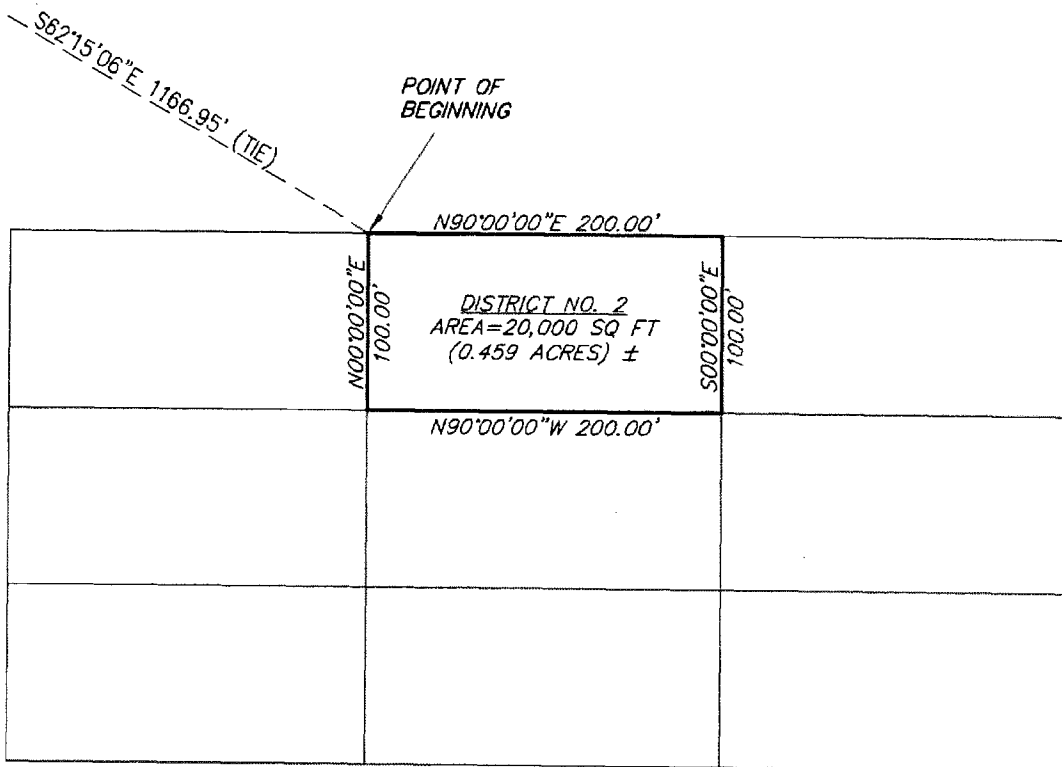 S62°15'06"E 1166.95' (TIE)
POINT OF
BEGINNING
N90°00'00"E 200.00'
N00°00'00"E
100.00'
DISTRICT NO. 2
AREA=20,000 SQ FT
(0.459 ACRES) ±
S00°00'00"E
100.00'
N90°00'00"W 200.00'